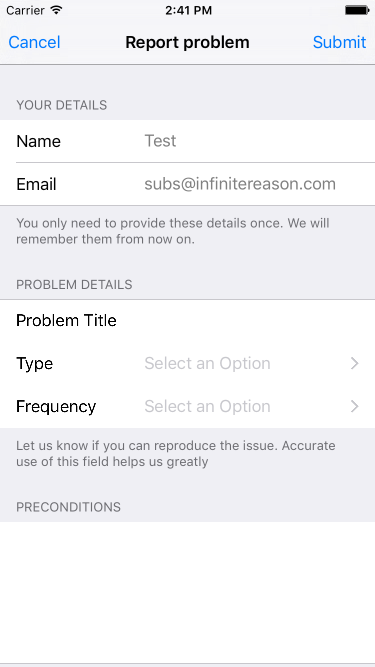 Carrier 2:41 PM
Cancel Report problem Submit
YOUR DETAILS
Name Test
Email subs@infinitereason.com
You only need to provide these details once. We will
remember them from now on.
PROBLEM DETAILS
Problem Title
Type Select an Option
Frequency Select an Option
Let us know if you can reproduce the issue. Accurate
use of this field helps us greatly
PRECONDITIONS